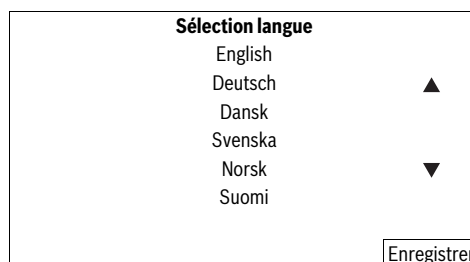 Sélection langue
English
Deutsch
Dansk
Svenska
Norsk
Suomi
Enregistrer